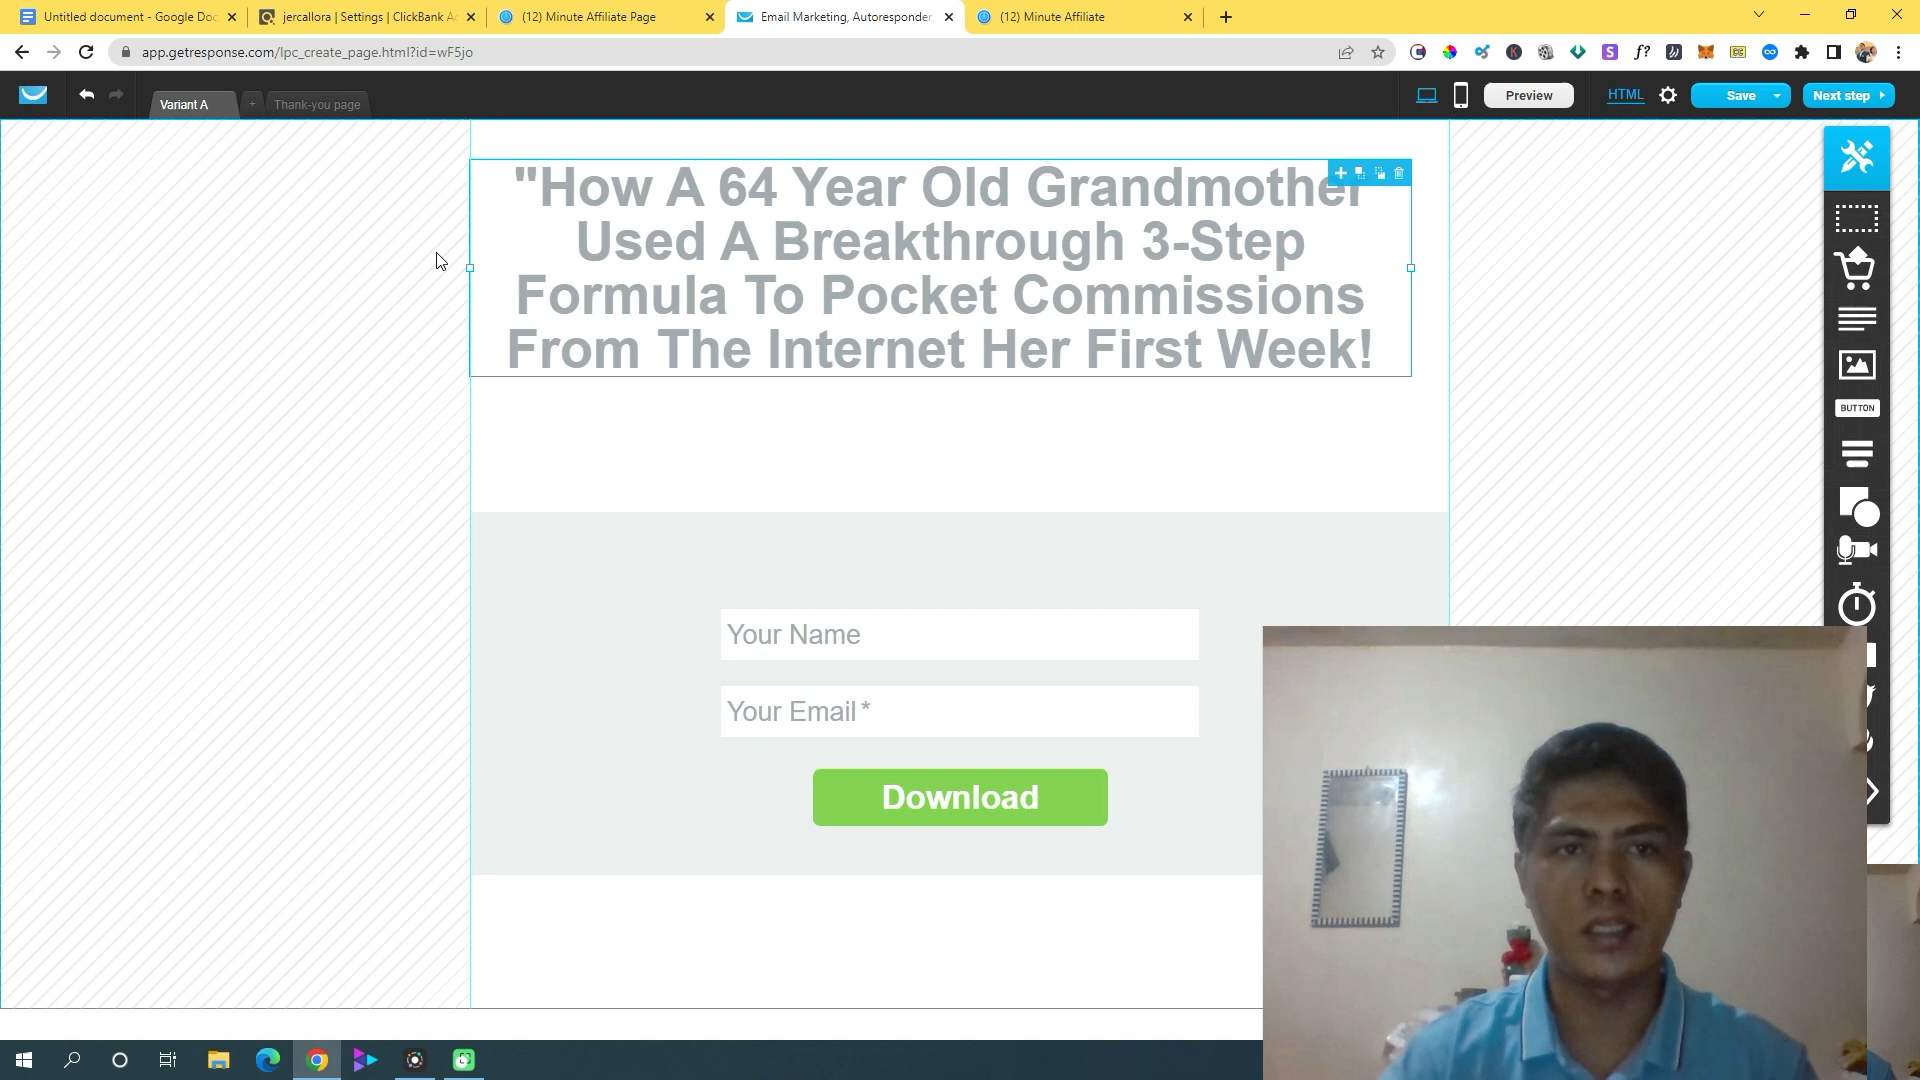 Untitled document - Google Doc
jercallora | Settings | ClickBank Ac
(12) Minute Affiliate Page
Email Marketing, Autoresponder,
(12) Minute Affiliate
app.getresponse.com/lpc_create_page.html?id=wF5jo
Variant A
Thank-you page
Preview
HTML
Save
Next step
"How A 64 Year Old Grandmother
Used A Breakthrough 3-Step
Formula To Pocket Commissions
From The Internet Her First Week!
BUTTON
Your Name
Your Email *
Download